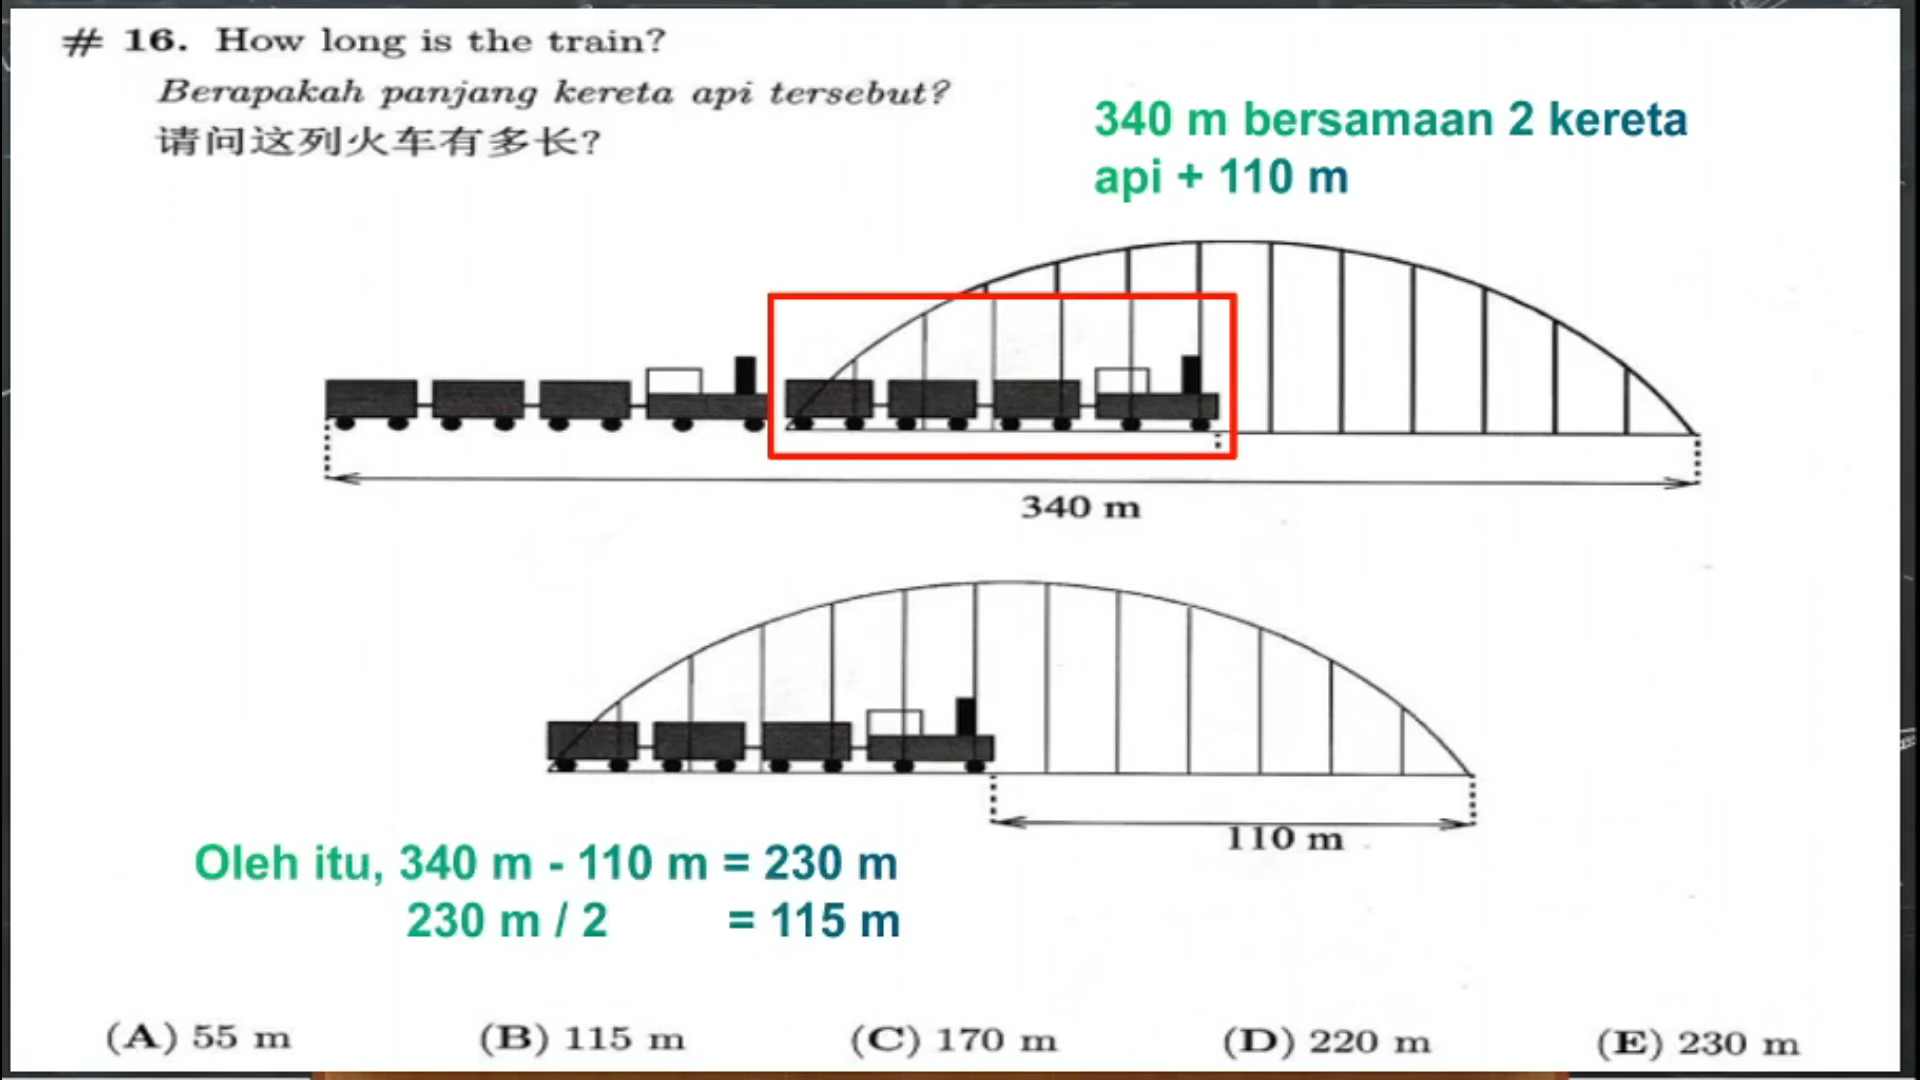 # 16. How long is the train?
Berapakah panjang kereta api tersebut?
请问这列火车有多长?
340 m bersamaan 2 kereta
api + 110 m
340 m
110 m
Oleh itu, 340 m - 110 m = 230 m
230 m / 2 = 115 m
(A) 55 m (B) 115 m (C) 170 m (D) 220 m (E) 230 m